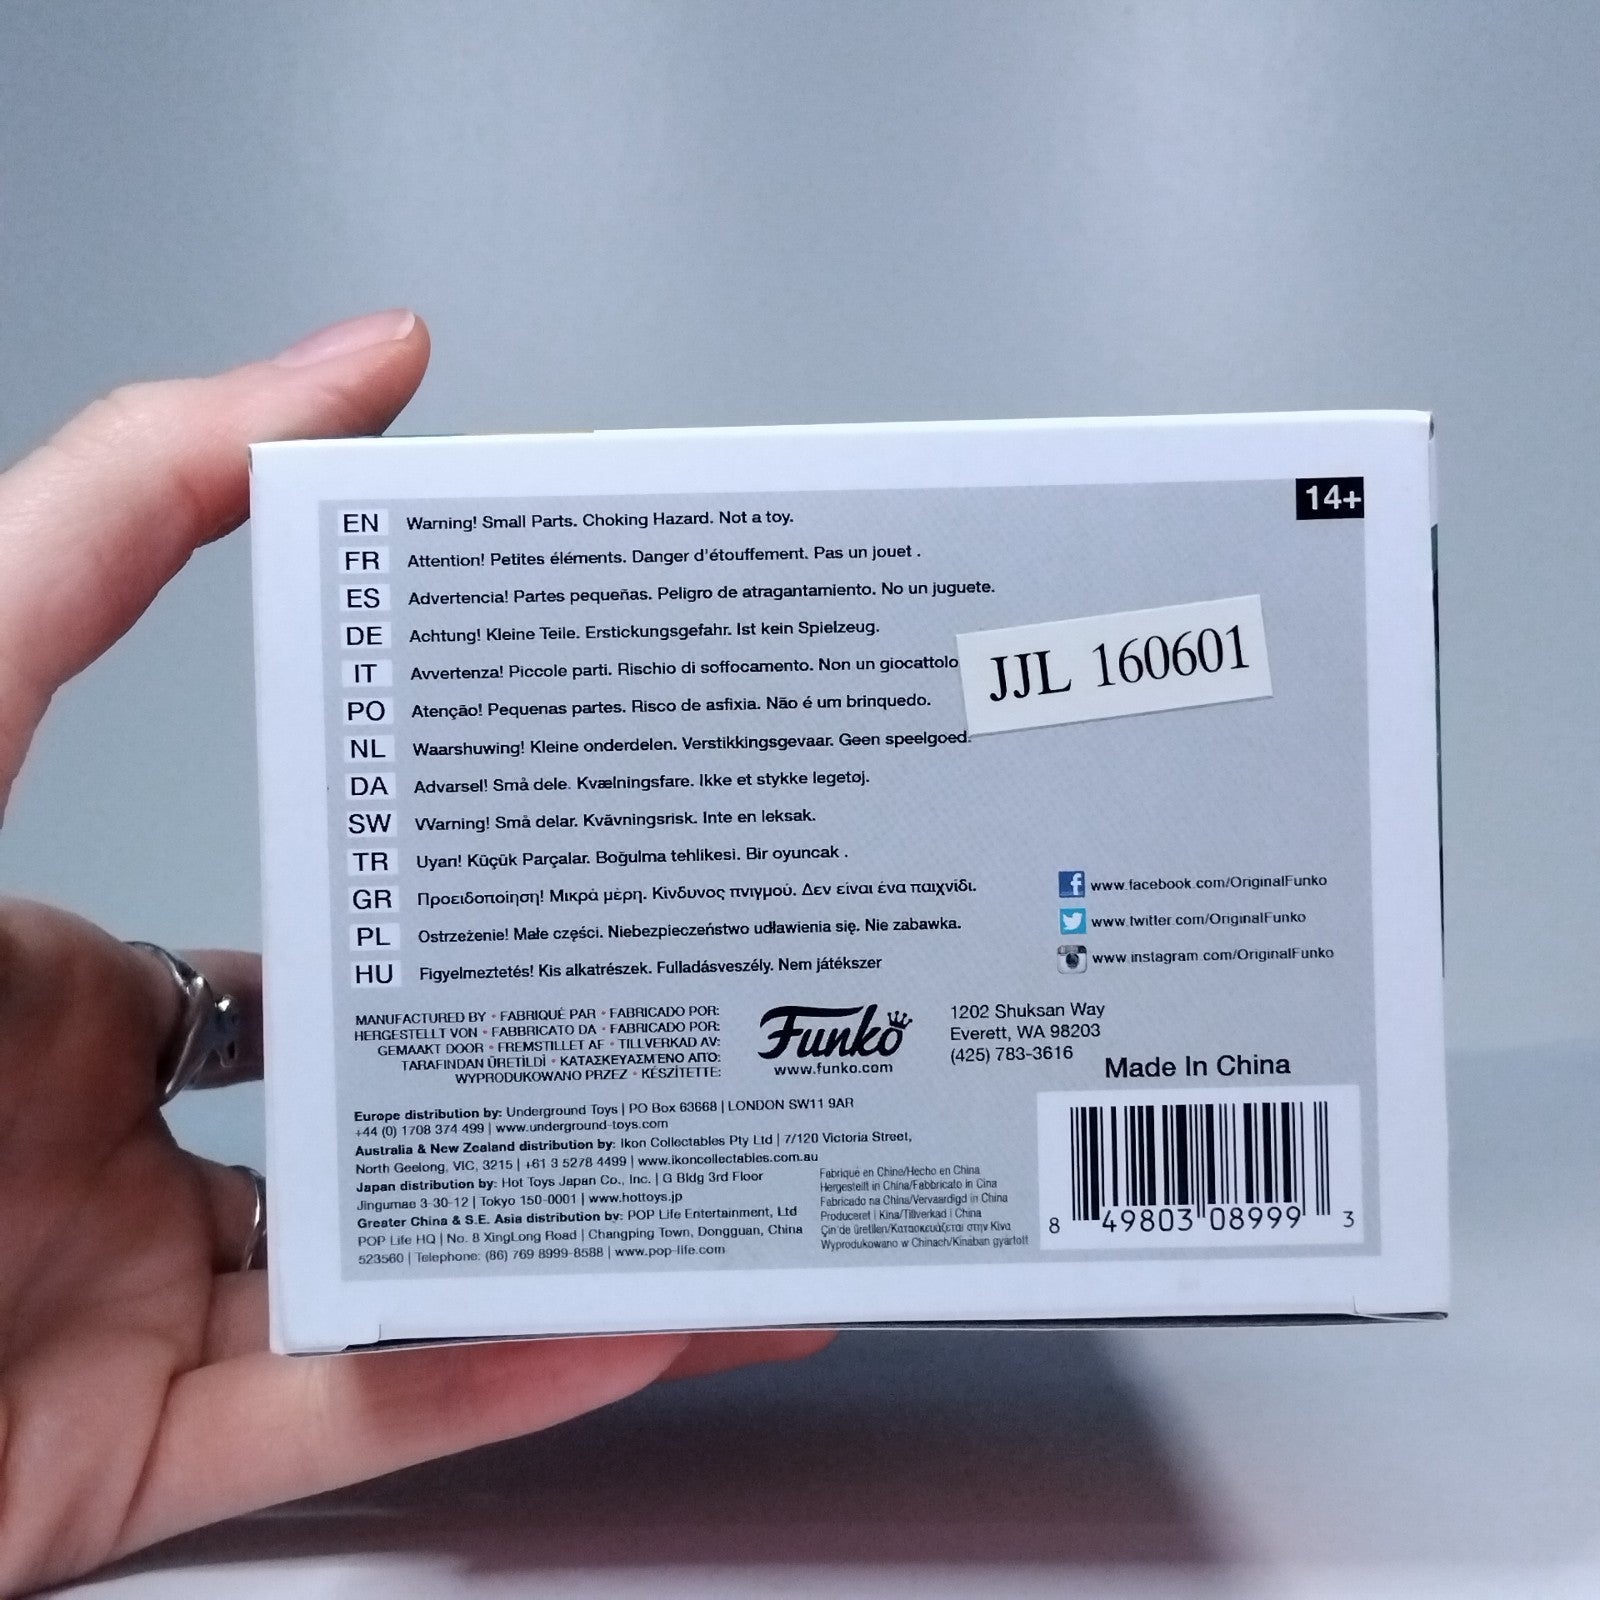 14+
EN Warning! Small Parts. Choking Hazard. Not a toy.
FR Attention! Petites éléments. Danger d'étouffement. Pas un jouet .
ES Advertencia! Partes pequeñas. Peligro de atragantamiento. No un juguete.
DE Achtung! Kleine Teile. Erstickungsgefahr. Ist kein Spielzeug.
IT Avvertenza! Piccole parti. Rischio di soffocamento. Non un giocattolo
JJL 160601
PO Atenção! Pequenas partes. Risco de asfixia. Não é um brinquedo.
NL Waarshuwing! Kleine onderdelen. Verstikkingsgevaar. Geen speelgoed.
DA Advarsel! Små dele. Kvælningsfare. Ikke et stykke legetøj.
SW Warning! Små delar. Kvävningsrisk. Inte en leksak.
TR Uyan! Küçük Parçalar. Boğulma tehlikesi. Bir oyuncak .
GR Προειδοποίηση! Μικρά μέρη. Κίνδυνος πνιγμού. Δεν είναι ένα παιχνίδι.
PL Ostrzeżenie! Małe części. Niebezpieczeństwo udławienia się. Nie zabawka.
HU Figyelmeztetés! Kis alkatrészek. Fulladásveszély. Nem játékszer
www.facebook.com/OriginalFunko
www.twitter.com/OriginalFunko
www.instagram.com/OriginalFunko
MANUFACTURED BY • FABRIQUÉ PAR • FABRICADO POR:
HERGESTELLT VON • FABBRICATO DA • FABRICADO POR:
GEMAAKT DOOR • FREMSTILLET AF • TILLVERKAD AV:
TARAFINDAN ÜRETİLDİ • ΚΑΤΑΣΚΕΥΑΣΜΈΝΟ ΑΠΌ:
WYPRODUKOWANO PRZEZ • KÉSZÍTETTE:
Funko
www.funko.com
1202 Shuksan Way
Everett, WA 98203
(425) 783-3616
Made In China
Europe distribution by: Underground Toys | PO Box 63668 | LONDON SW11 9AR
+44 (0) 1708 374 499 | www.underground-toys.com
Australia & New Zealand distribution by: Ikon Collectables Pty Ltd | 7/120 Victoria Street,
North Geelong, VIC, 3215 | +61 3 5278 4499 | www.ikoncollectables.com.au
Japan distribution by: Hot Toys Japan Co., Inc. | G Bldg 3rd Floor
Jingumae 3-30-12 | Tokyo 150-0001 | www.hottoys.jp
Greater China & S.E. Asia distribution by: POP Life Entertainment, Ltd
POP Life HQ | No. 8 XingLong Road | Changping Town, Dongguan, China
523560 | Telephone: (86) 769 8999-8588 | www.pop-life.com
Fabriqué en Chine/Hecho en China
Hergestellt in China/Fabbricato in Cina
Fabricado na China/Vervaardigd in China
Produceret i Kina/Tillverkad i China
Çin'de üretilen/Κατασκευάζεται στην Κίνα
Wyprodukowano w Chinach/Kínában gyártott
8 49803 08999 3